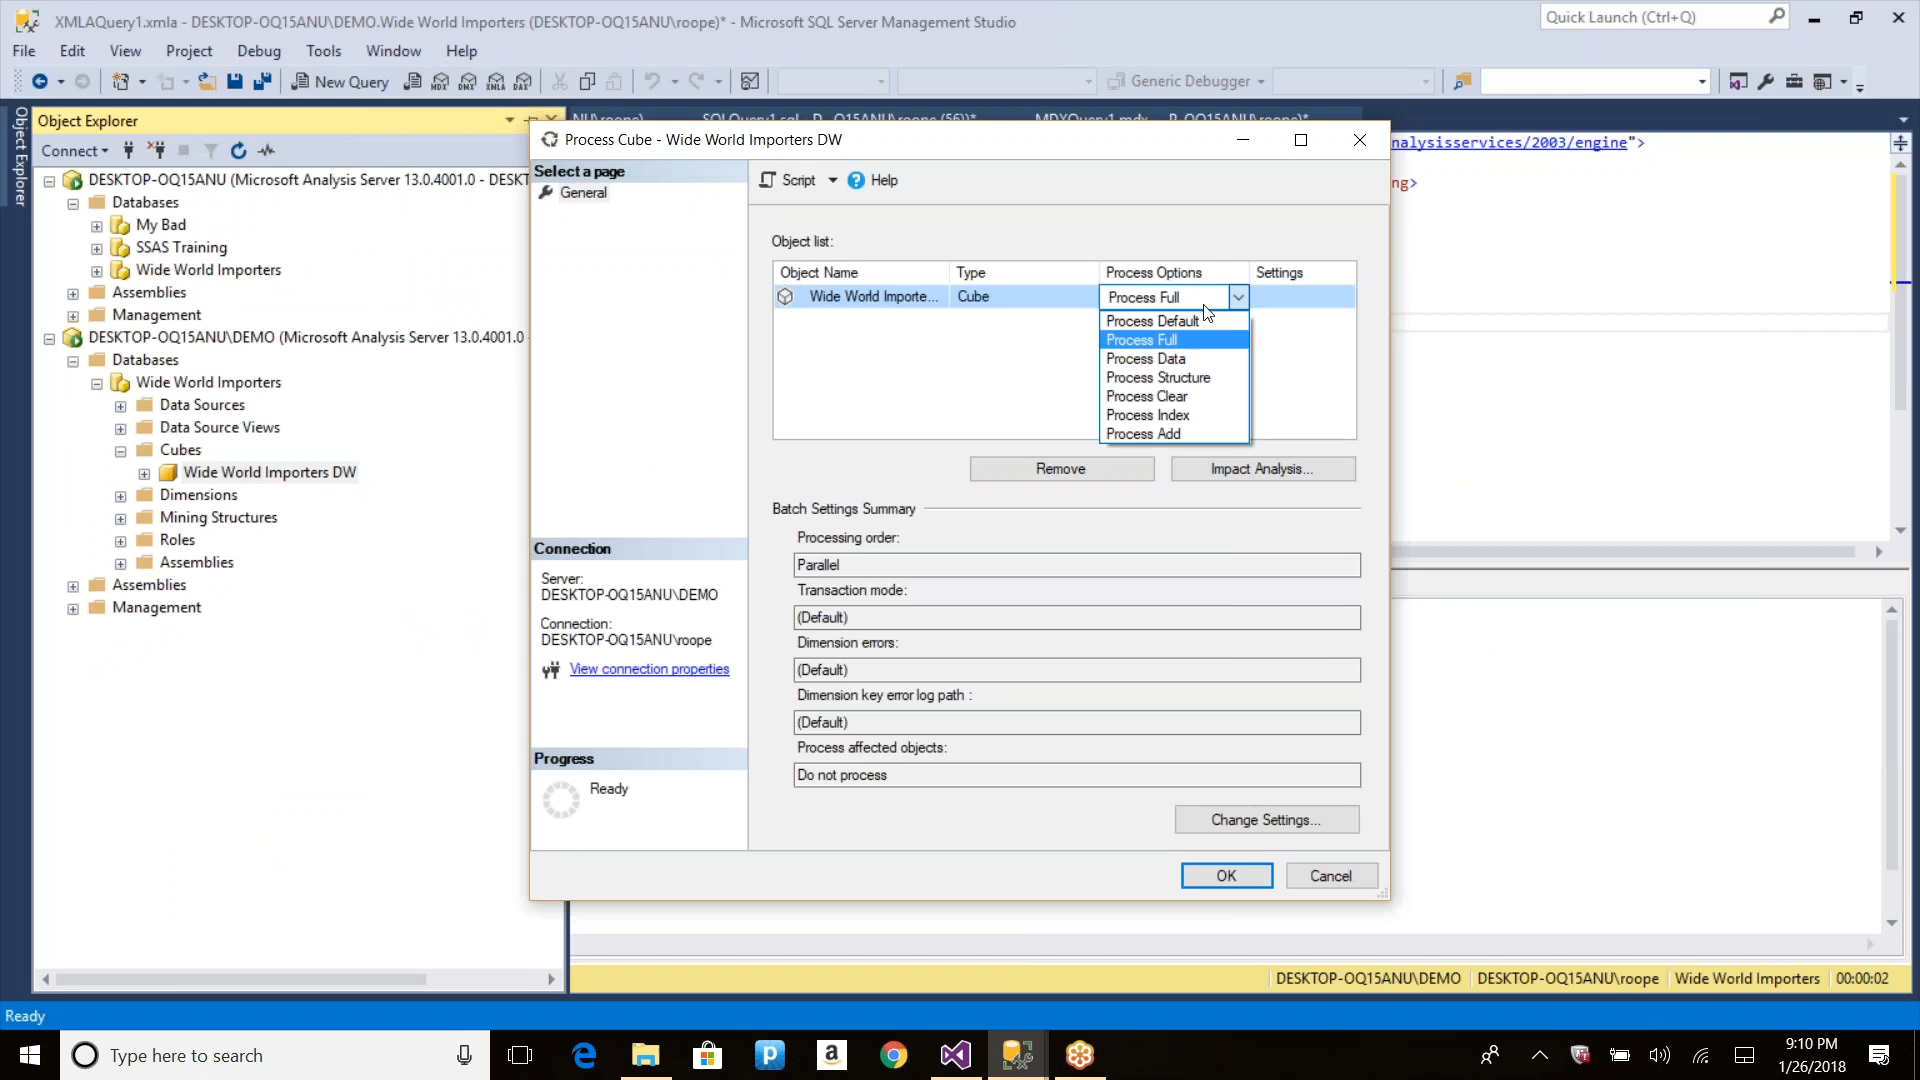 XMLAQuery1.xmla - DESKTOP-OQ15ANU\DEMO.Wide World Importers (DESKTOP-OQ15ANU\roope)* - Microsoft SQL Server Management Studio
Quick Launch (Ctrl+Q)
File Edit View Project Debug Tools Window Help
New Query
MDX DMX XMLA DAX
Generic Debugger
Object Explorer
Object Explorer
Connect
DESKTOP-OQ15ANU (Microsoft Analysis Server 13.0.4001.0 - DESKT
Databases
My Bad
SSAS Training
Wide World Importers
Assemblies
Management
DESKTOP-OQ15ANU\DEMO (Microsoft Analysis Server 13.0.4001.0
Databases
Wide World Importers
Data Sources
Data Source Views
Cubes
Wide World Importers DW
Dimensions
Mining Structures
Roles
Assemblies
Assemblies
Management
nalysisservices/2003/engine">
ng>
Process Cube - Wide World Importers DW
Select a page
General
Script Help
Object list:
Object Name Type Process Options Settings
Wide World Importe... Cube Process Full
Process Default
Process Full
Process Data
Process Structure
Process Clear
Process Index
Process Add
Remove Impact Analysis...
Batch Settings Summary
Processing order:
Parallel
Transaction mode:
(Default)
Dimension errors:
(Default)
Dimension key error log path :
(Default)
Process affected objects:
Do not process
Change Settings...
Connection
Server:
DESKTOP-OQ15ANU\DEMO
Connection:
DESKTOP-OQ15ANU\roope
View connection properties
Progress
Ready
OK Cancel
DESKTOP-OQ15ANU\DEMO DESKTOP-OQ15ANU\roope Wide World Importers 00:00:02
Ready
Type here to search
9:10 PM
1/26/2018